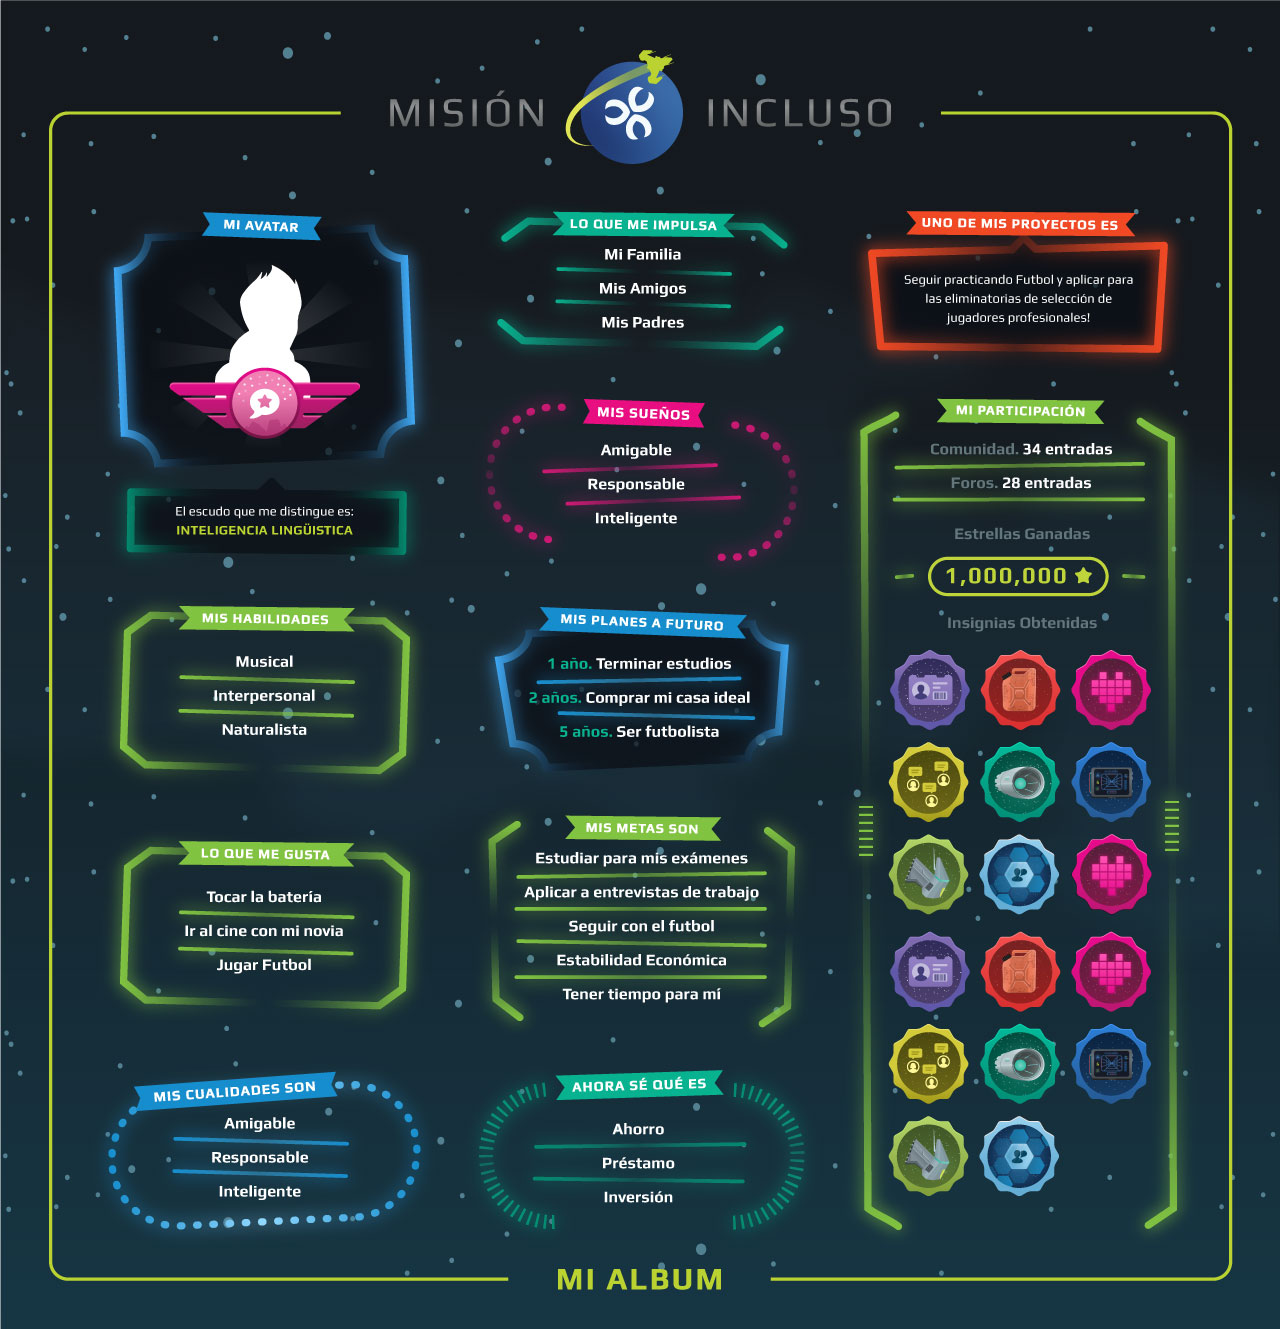 MISIÓN INCLUSO
MI AVATAR
El escudo que me distingue es:
INTELIGENCIA LINGÜISTICA
MIS HABILIDADES
Musical
Interpersonal
Naturalista
LO QUE ME GUSTA
Tocar la batería
Ir al cine con mi novia
Jugar Futbol
MIS CUALIDADES SON
Amigable
Responsable
Inteligente
LO QUE ME IMPULSA
Mi Familia
Mis Amigos
Mis Padres
MIS SUEÑOS
Amigable
Responsable
Inteligente
MIS PLANES A FUTURO
1 año. Terminar estudios
2 años. Comprar mi casa ideal
5 años. Ser futbolista
MIS METAS SON
Estudiar para mis exámenes
Aplicar a entrevistas de trabajo
Seguir con el futbol
Estabilidad Económica
Tener tiempo para mí
AHORA SÉ QUÉ ES
Ahorro
Préstamo
Inversión
UNO DE MIS PROYECTOS ES
Seguir practicando Futbol y aplicar para
las eliminatorias de selección de
jugadores profesionales!
MI PARTICIPACIÓN
Comunidad. 34 entradas
Foros. 28 entradas
Estrellas Ganadas
1,000,000
Insignias Obtenidas
MI ALBUM